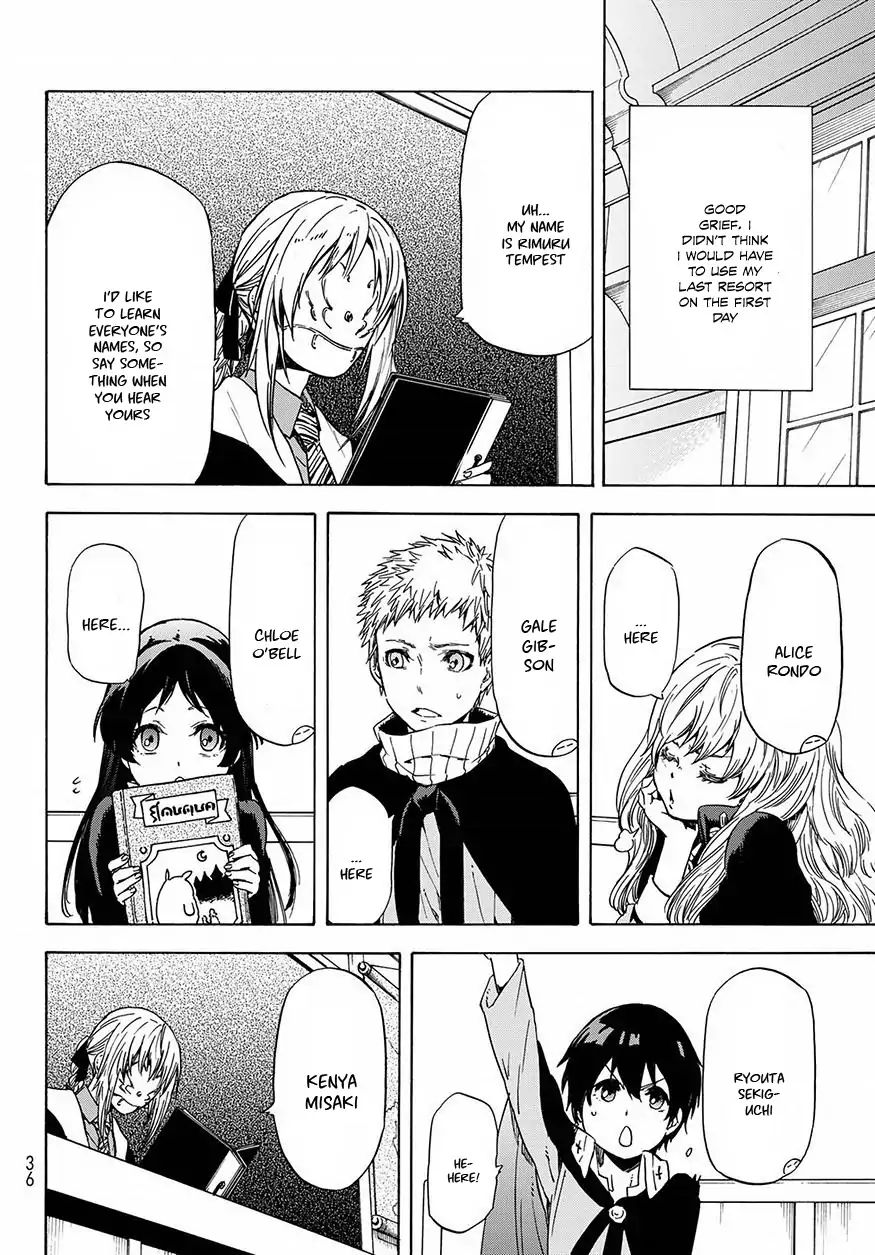 GOOD
GRIEF, I
DIDN'T THINK
I WOULD HAVE
TO USE MY
LAST RESORT
ON THE FIRST
DAY
UH...
MY NAME
IS RIMURU
TEMPEST
I'D LIKE
TO LEARN
EVERYONE'S
NAMES, SO
SAY SOME-
THING WHEN
YOU HEAR
YOURS
ALICE
RONDO
...
HERE
GALE
GIB-
SON
...
HERE
CHLOE
O'BELL
HERE...
RYOUTA
SEKIG-
UCHI
HE-
HERE!
KENYA
MISAKI
36